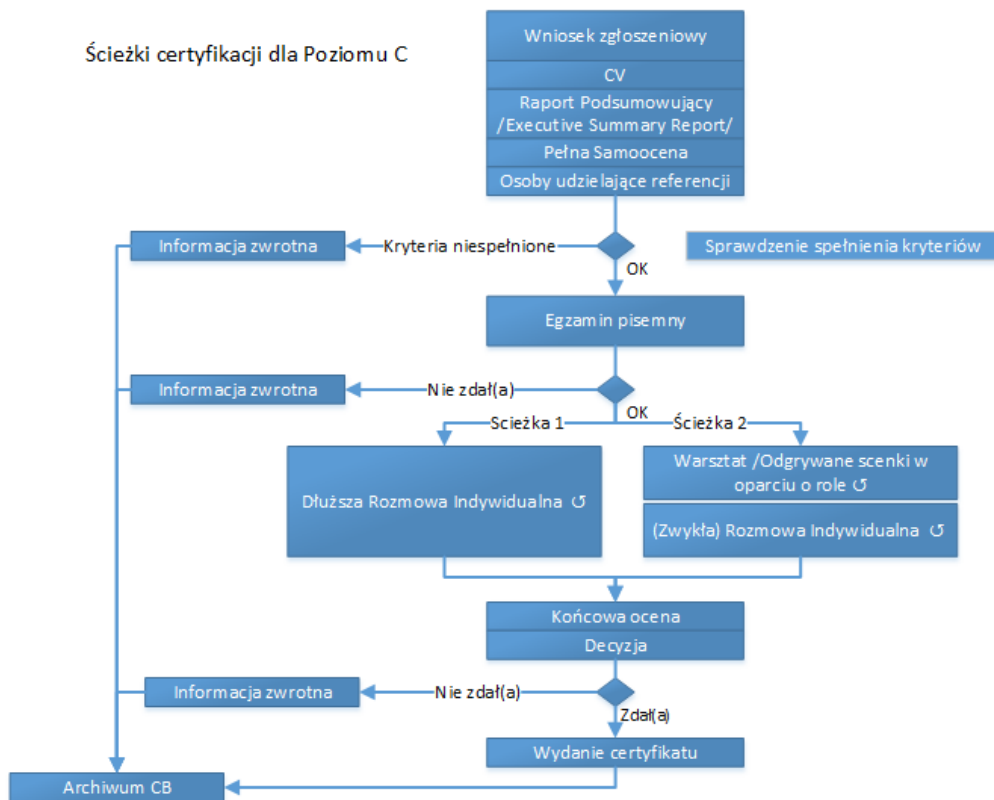 Ścieżki certyfikacji dla Poziomu C
Wniosek zgłoszeniowy
CV
Raport Podsumowujący
/Executive Summary Report/
Pełna Samoocena
Osoby udzielające referencji
Informacja zwrotna
Kryteria niespełnione
Sprawdzenie spełnienia kryteriów
OK
Egzamin pisemny
Informacja zwrotna
Nie zdał(a)
OK
Scieżka 1
Ścieżka 2
Dłuższa Rozmowa Indywidualna ↺
Warsztat /Odgrywane scenki w
oparciu o role ↺
(Zwykła) Rozmowa Indywidualna ↺
Końcowa ocena
Decyzja
Informacja zwrotna
Nie zdał(a)
Zdał(a)
Wydanie certyfikatu
Archiwum CB